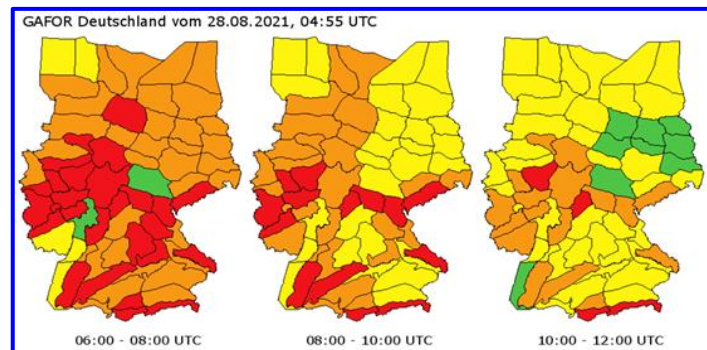 GAFOR Deutschland vom 28.08.2021, 04:55 UTC
06:00 - 08:00 UTC
08:00 - 10:00 UTC
10:00 - 12:00 UTC